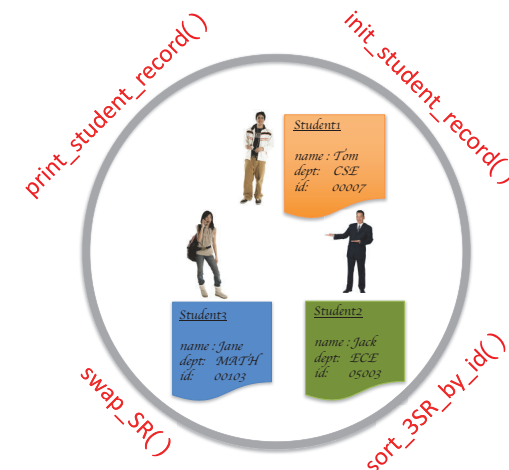 print_student_record()
init_student_record()
Student1
name : Tom
dept: CSE
id: 00007
Student3
name : Jane
dept: MATH
id: 00103
Student2
name : Jack
dept: ECE
id: 05003
swap_SR()
sort_3SR_by_id()